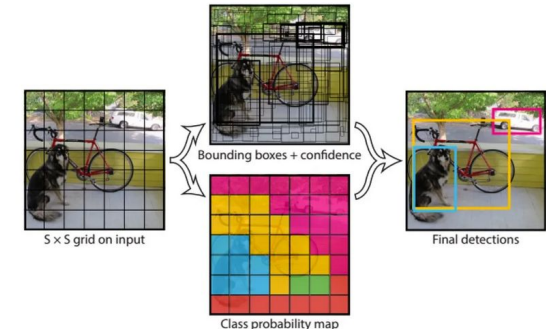 Bounding boxes + confidence
S × S grid on input
Final detections
Class probability map